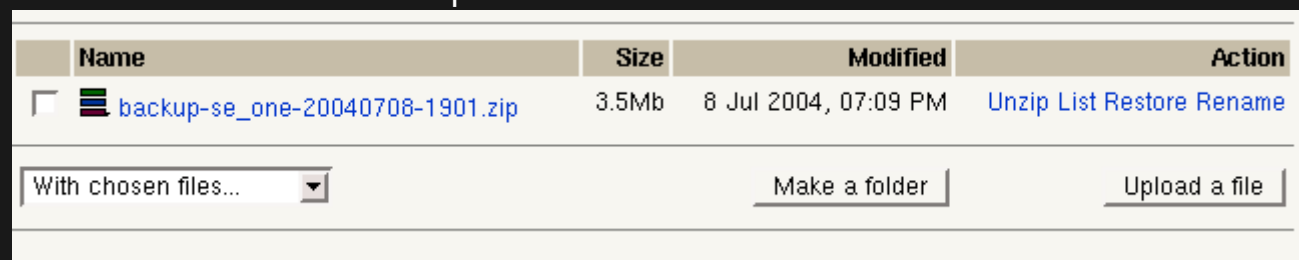 Name Size Modified Action
backup-se_one-20040708-1901.zip 3.5Mb 8 Jul 2004, 07:09 PM Unzip List Restore Rename
With chosen files... Make a folder Upload a file